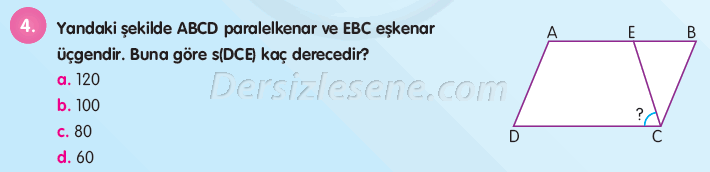 4. Yandaki şekilde ABCD paralelkenar ve EBC eşkenar
üçgendir. Buna göre s(DCE) kaç derecedir?
a. 120
b. 100
c. 80
d. 60
Dersizlesene.com
A E B
?
D C